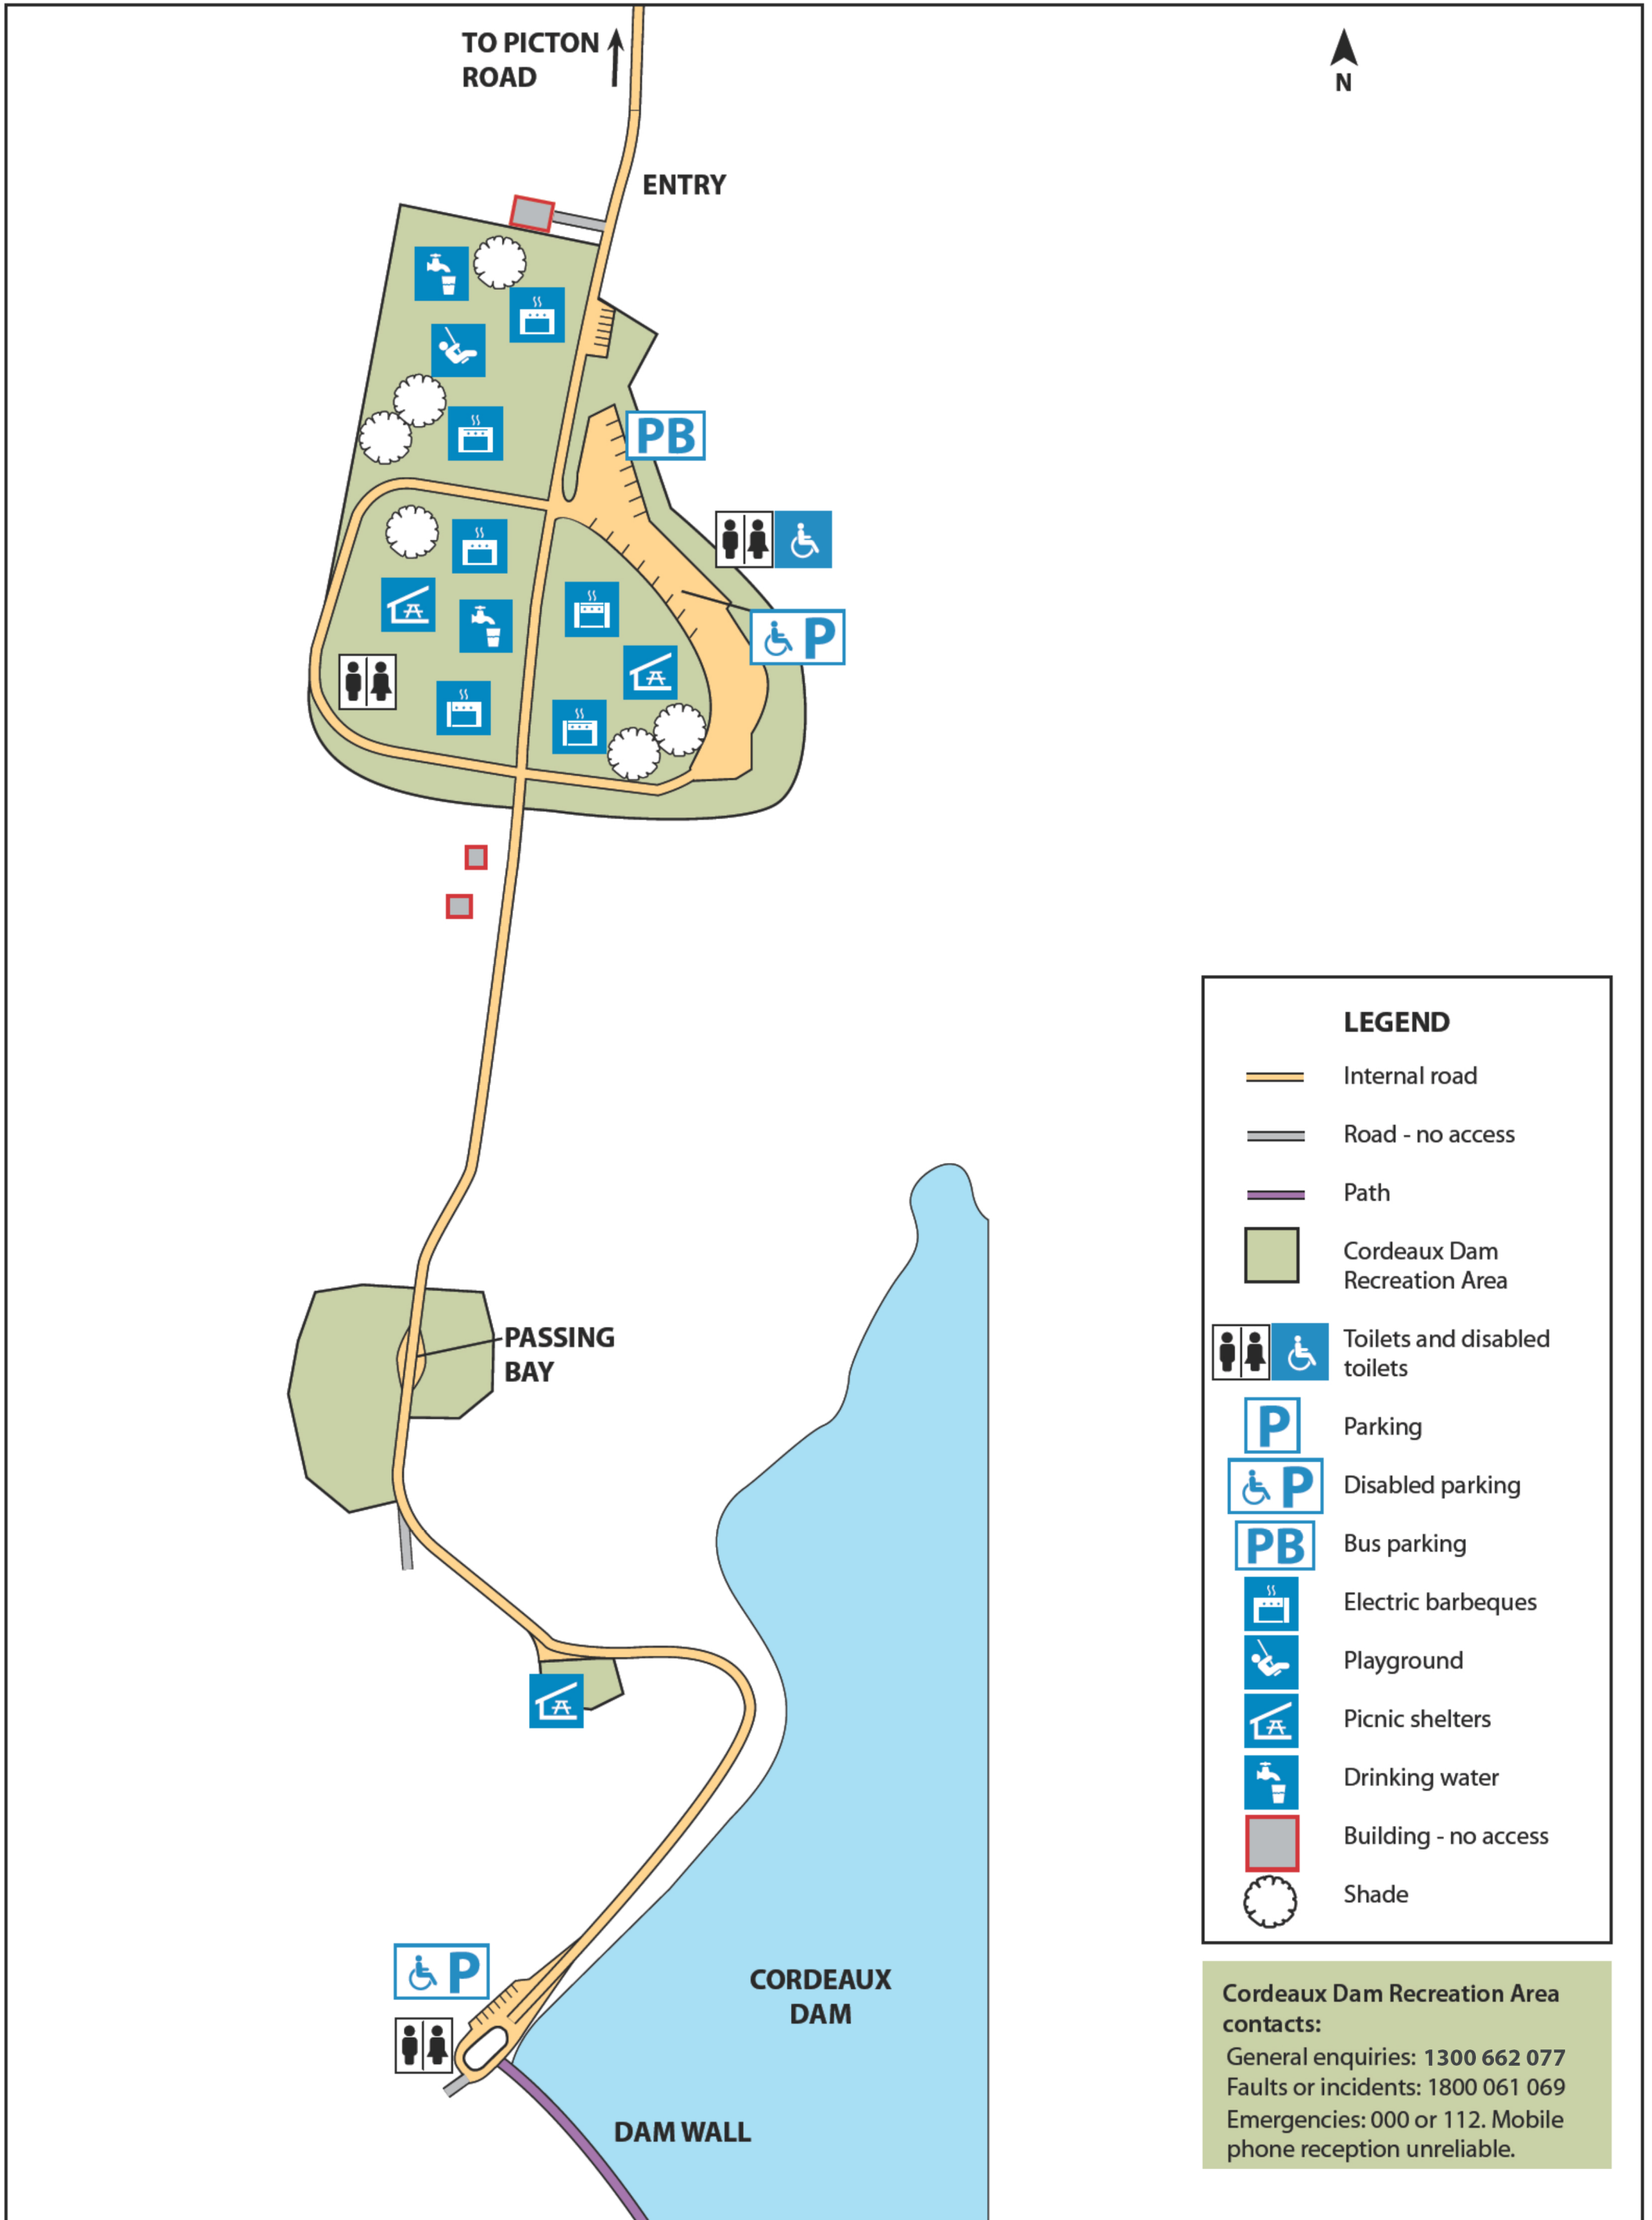 TO PICTON
ROAD
N
ENTRY
PB
P
PASSING
BAY
LEGEND
Internal road
Road - no access
Path
Cordeaux Dam
Recreation Area
Toilets and disabled
toilets
P
Parking
P
Disabled parking
PB
Bus parking
Electric barbeques
Playground
Picnic shelters
Drinking water
Building - no access
Shade
P
CORDEAUX
DAM
DAM WALL
Cordeaux Dam Recreation Area
contacts:
General enquiries: 1300 662 077
Faults or incidents: 1800 061 069
Emergencies: 000 or 112. Mobile
phone reception unreliable.